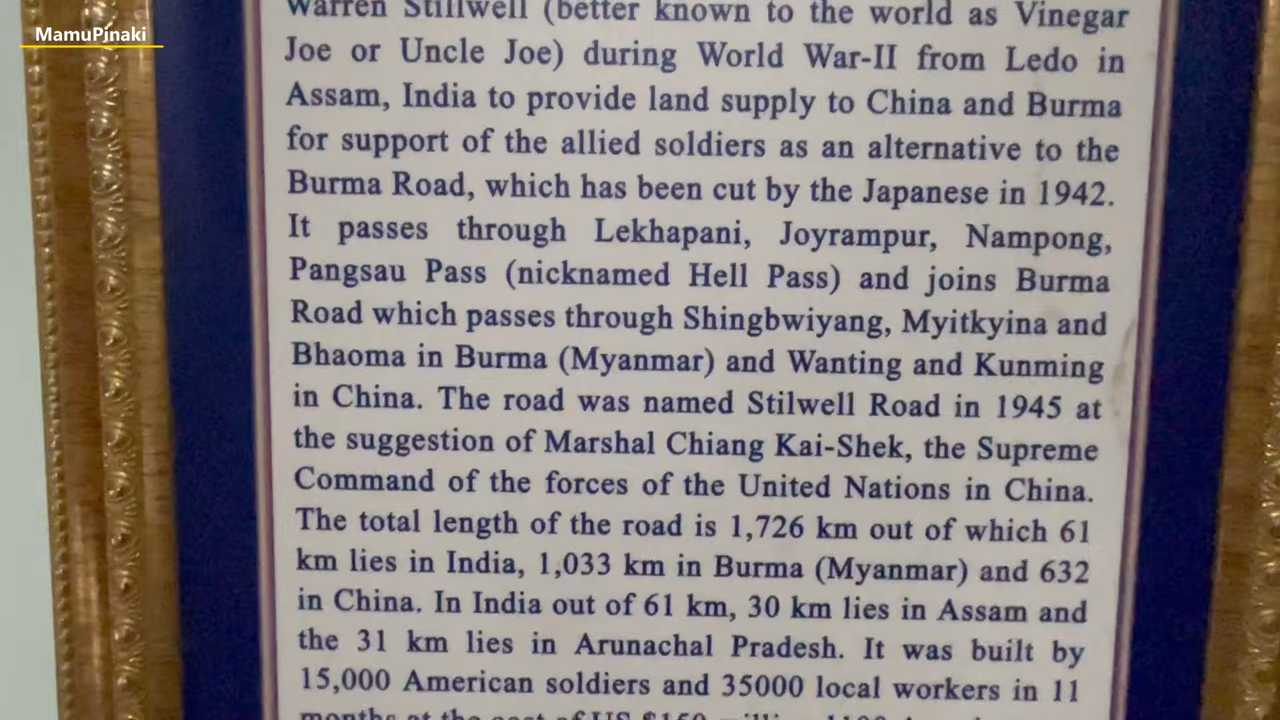 MamuPinaki
Warren Stillwell (better known to the world as Vinegar
Joe or Uncle Joe) during World War-II from Ledo in
Assam, India to provide land supply to China and Burma
for support of the allied soldiers as an alternative to the
Burma Road, which has been cut by the Japanese in 1942.
It passes through Lekhapani, Joyrampur, Nampong,
Pangsau Pass (nicknamed Hell Pass) and joins Burma
Road which passes through Shingbwiyang, Myitkyina and
Bhaoma in Burma (Myanmar) and Wanting and Kunming
in China. The road was named Stilwell Road in 1945 at
the suggestion of Marshal Chiang Kai-Shek, the Supreme
Command of the forces of the United Nations in China.
The total length of the road is 1,726 km out of which 61
km lies in India, 1,033 km in Burma (Myanmar) and 632
in China. In India out of 61 km, 30 km lies in Assam and
the 31 km lies in Arunachal Pradesh. It was built by
15,000 American soldiers and 35000 local workers in 11
months at the cost of US